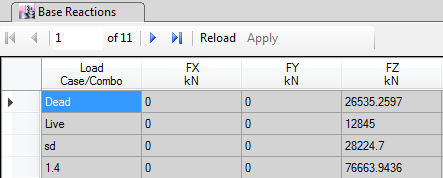 Base Reactions
1 of 11 Reload Apply
Load Case/Combo FX kN FY kN FZ kN
Dead 0 0 26535.2597
Live 0 0 12845
sd 0 0 28224.7
1.4 0 0 76663.9436